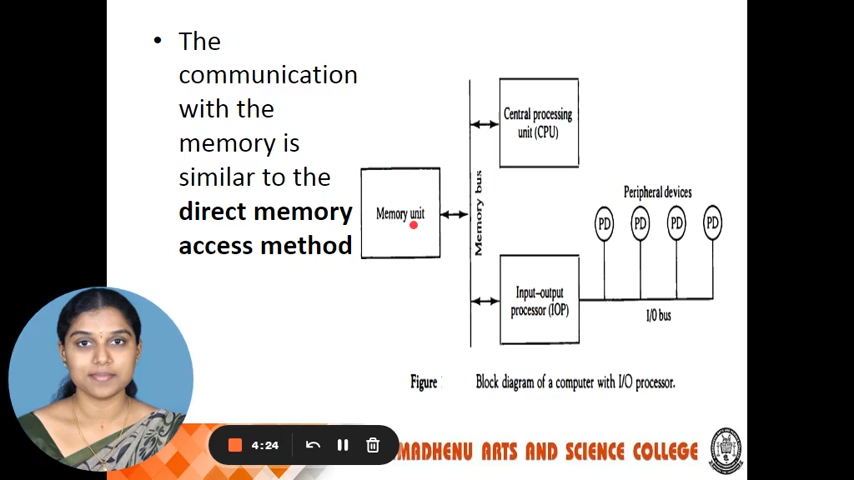 • The
communication
with the
memory is
similar to the
direct memory
access method
Central processing
unit (CPU)
Memory bus
Memory unit
Peripheral devices
PD PD PD PD
Input–output
processor (IOP)
I/0 bus
Figure Block diagram of a computer with I/O processor.
4:24
MADHENU ARTS AND SCIENCE COLLEGE